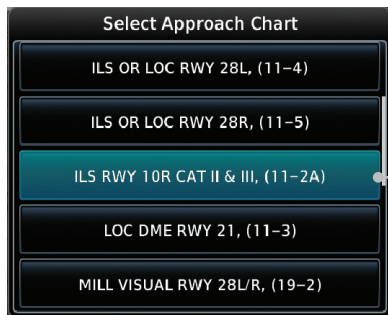 Select Approach Chart
ILS OR LOC RWY 28L, (11-4)
ILS OR LOC RWY 28R, (11-5)
ILS RWY 10R CAT II & III, (11-2A)
LOC DME RWY 21, (11-3)
MILL VISUAL RWY 28L/R, (19-2)